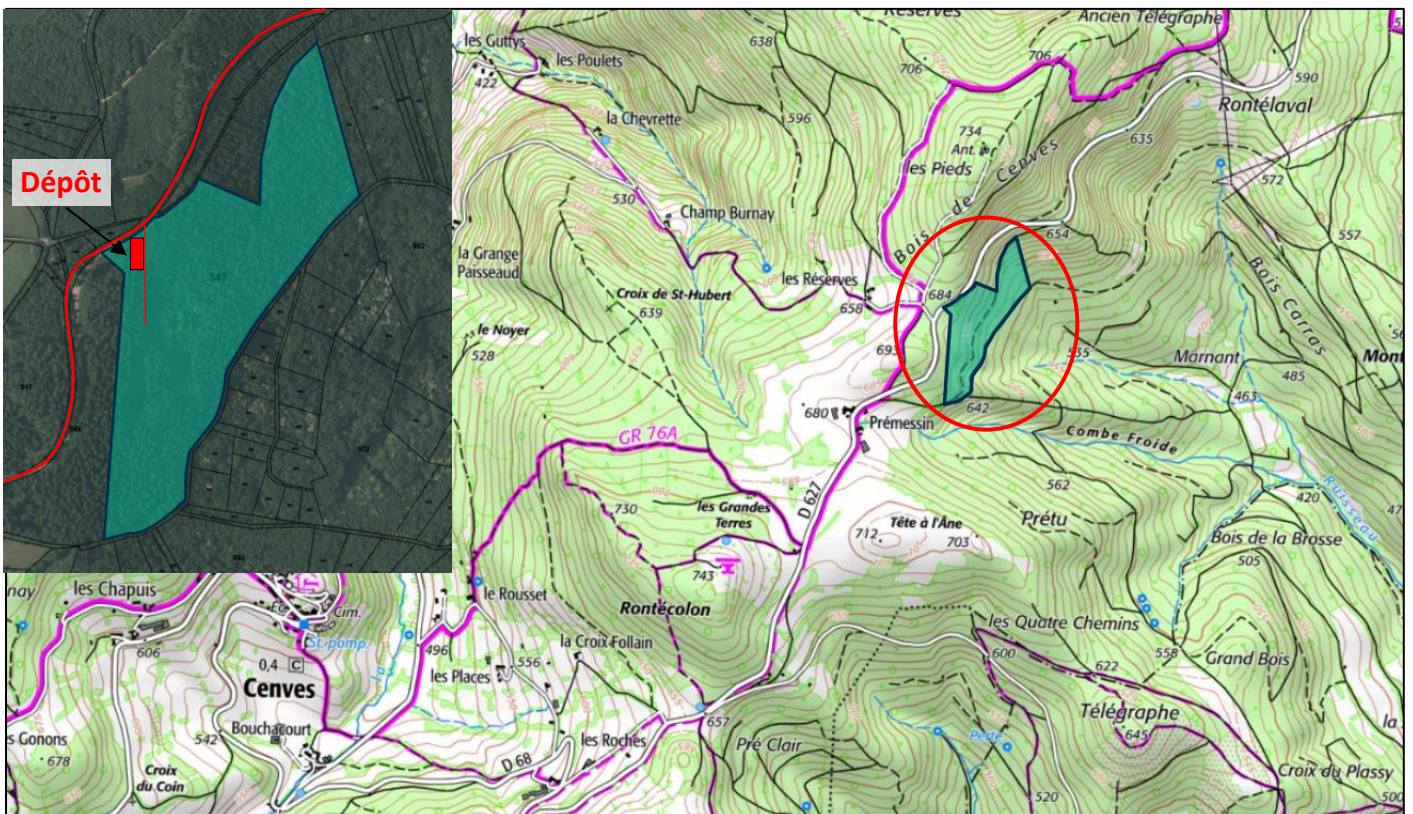 Dépôt
347
Réserves
Ancien Télégraphe
les Guttys
638
les Poulets
422
706
706
590
Rontélaval
la Chevrette
596
734
Ant.
635
les Pieds
Bois de Cenves
572
530
Champ Burnay
654
557
la Grange
Paisseaud
les Réserves
684
Bois Carras
Croix de St-Hubert
639
658
le Noyer
528
693
535
Marnant
Mont
485
463
680
642
Prémessin
Combe Froide
GR 76A
562
420
Ruisseau
730
les Grandes
Terres
D 627
Tête à l'Âne
712
703
Prétu
Bois de la Brosse
505
743
les Chapuis
le Rousset
Rontécolon
Cim.
St. pomp.
606
la Croix Follain
les Quatre Chemins
496
600
622
558
Grand Bois
0,4
C
les Places
556
Cenves
Télégraphe
645
657
Bouchacourt
542
les Roches
Pré Clair
Perte
s Gonons
678
D 68
Croix
du Coin
Croix du Plassy
520
500